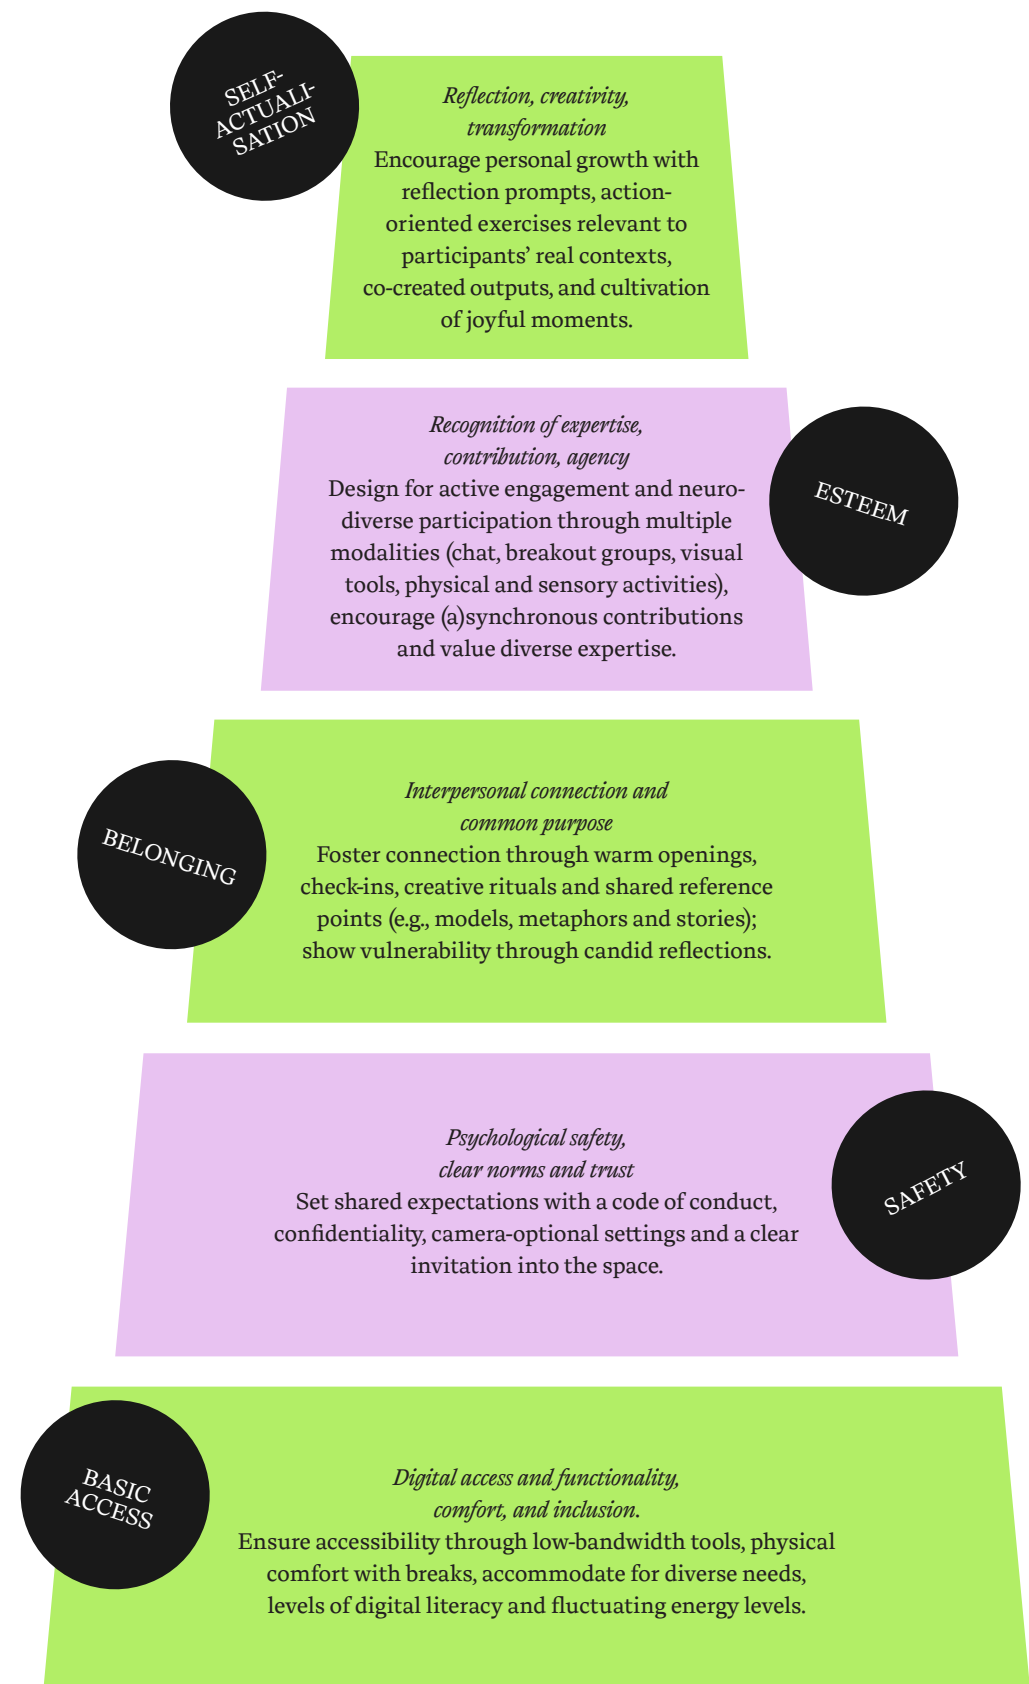 SELF-
ACTUALI-
SATION
Reflection, creativity,
transformation
Encourage personal growth with
reflection prompts, action-
oriented exercises relevant to
participants’ real contexts,
co-created outputs, and cultivation
of joyful moments.
Recognition of expertise,
contribution, agency
Design for active engagement and neuro-
diverse participation through multiple
modalities (chat, breakout groups, visual
tools, physical and sensory activities),
encourage (a)synchronous contributions
and value diverse expertise.
ESTEEM
BELONGING
Interpersonal connection and
common purpose
Foster connection through warm openings,
check-ins, creative rituals and shared reference
points (e.g., models, metaphors and stories);
show vulnerability through candid reflections.
Psychological safety,
clear norms and trust
Set shared expectations with a code of conduct,
confidentiality, camera-optional settings and a clear
invitation into the space.
SAFETY
BASIC
ACCESS
Digital access and functionality,
comfort, and inclusion.
Ensure accessibility through low-bandwidth tools, physical
comfort with breaks, accommodate for diverse needs,
levels of digital literacy and fluctuating energy levels.